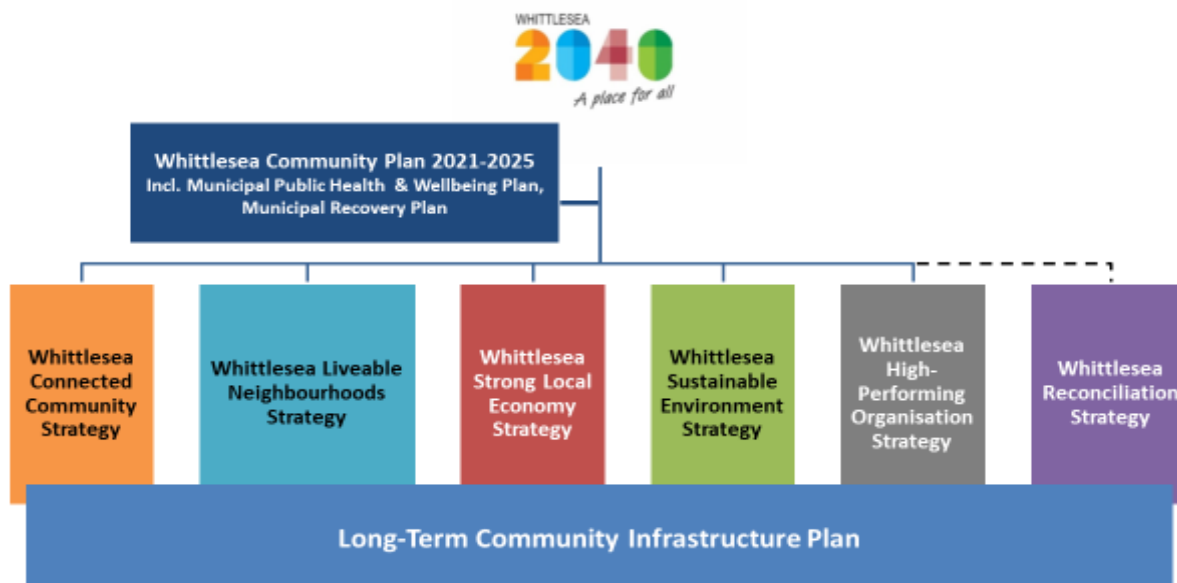 WHITTLESEA
2040
A place for all
Whittlesea Community Plan 2021-2025
Incl. Municipal Public Health & Wellbeing Plan,
Municipal Recovery Plan
Whittlesea
Connected
Community
Strategy
Whittlesea Liveable
Neighbourhoods
Strategy
Whittlesea
Strong Local
Economy
Strategy
Whittlesea
Sustainable
Environment
Strategy
Whittlesea
High-
Performing
Organisation
Strategy
Whittlesea
Reconciliation
Strategy
Long-Term Community Infrastructure Plan